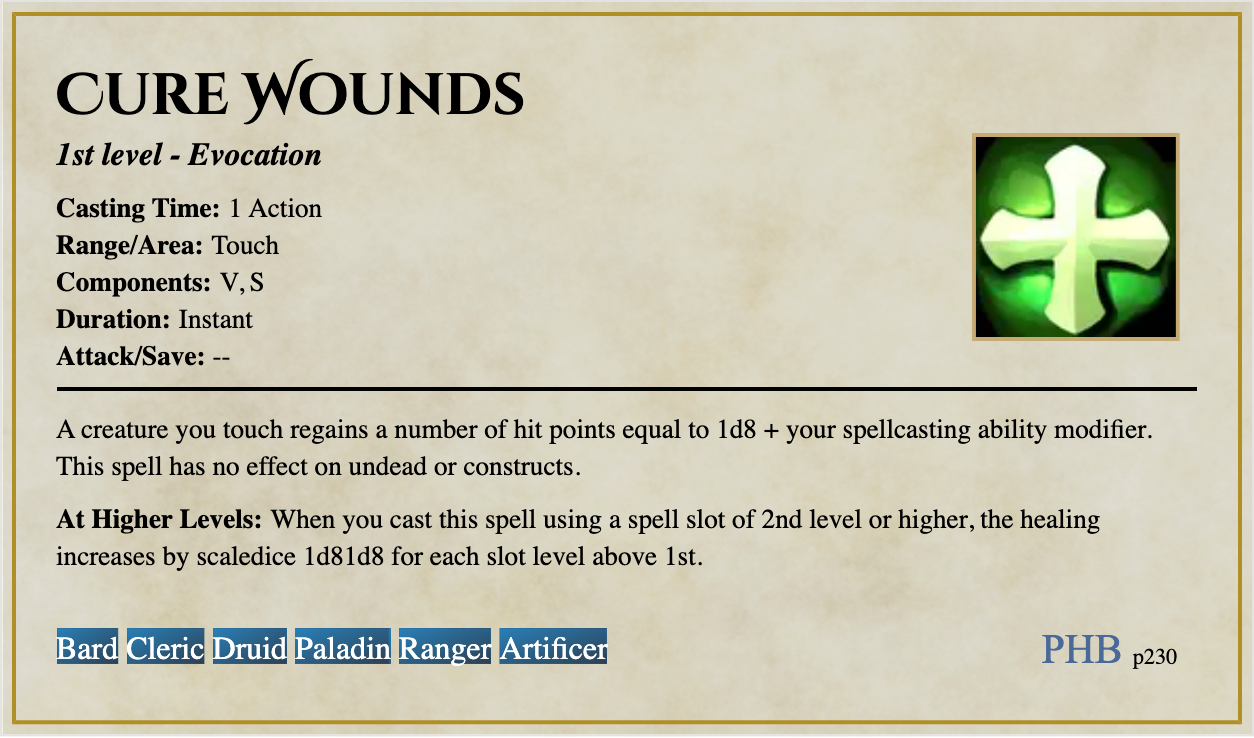 Cure Wounds
1st level - Evocation
Casting Time: 1 Action
Range/Area: Touch
Components: V, S
Duration: Instant
Attack/Save: --
A creature you touch regains a number of hit points equal to 1d8 + your spellcasting ability modifier.
This spell has no effect on undead or constructs.
At Higher Levels: When you cast this spell using a spell slot of 2nd level or higher, the healing
increases by scaledice 1d81d8 for each slot level above 1st.
Bard Cleric Druid Paladin Ranger Artificer
PHB p230